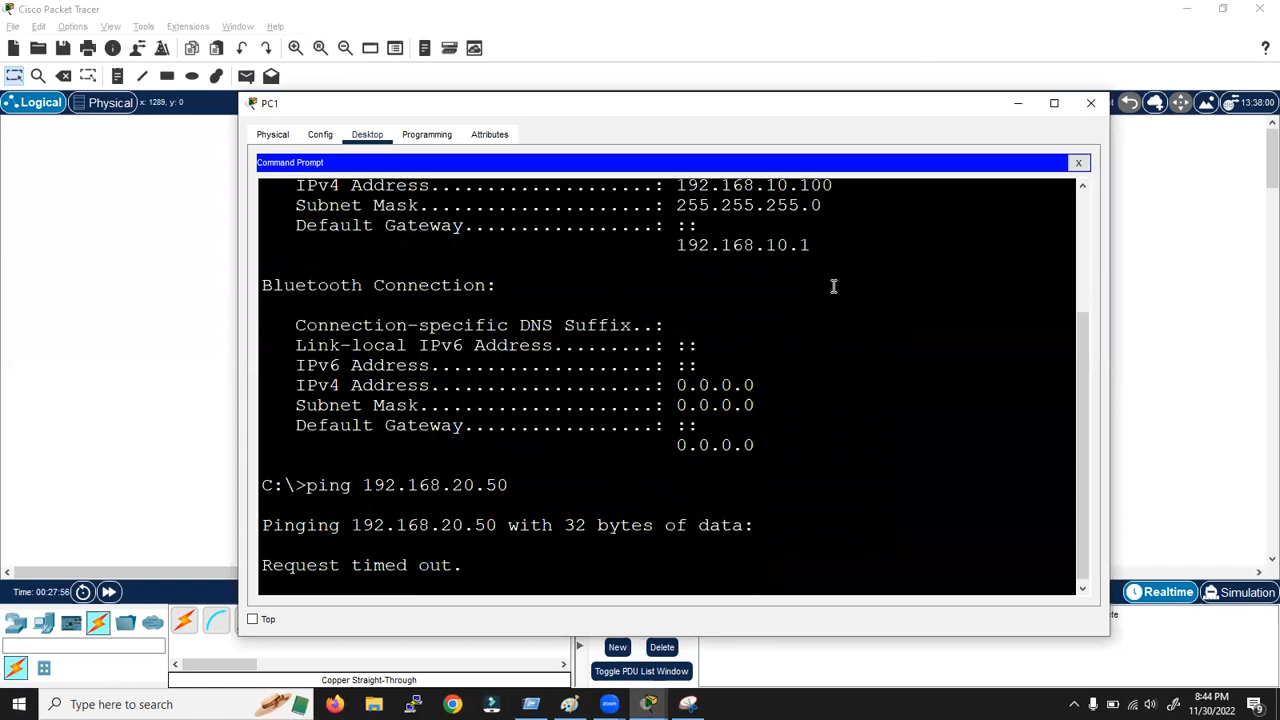 Cisco Packet Tracer
File Edit Options View Tools Extensions Window Help
Logical Physical x: 1289, y: 0
13:38:00
PC1
Physical Config Desktop Programming Attributes
Command Prompt
X
IPv4 Address.....................: 192.168.10.100
Subnet Mask......................: 255.255.255.0
Default Gateway..................: ::
192.168.10.1
Bluetooth Connection:
Connection-specific DNS Suffix..:
Link-local IPv6 Address.........: ::
IPv6 Address.....................: ::
IPv4 Address.....................: 0.0.0.0
Subnet Mask......................: 0.0.0.0
Default Gateway..................: ::
0.0.0.0
C:\>ping 192.168.20.50
Pinging 192.168.20.50 with 32 bytes of data:
Request timed out.
Top
Time: 00:27:56
Realtime Simulation
New Delete
Toggle PDU List Window
Copper Straight-Through
Type here to search
8:44 PM
11/30/2022